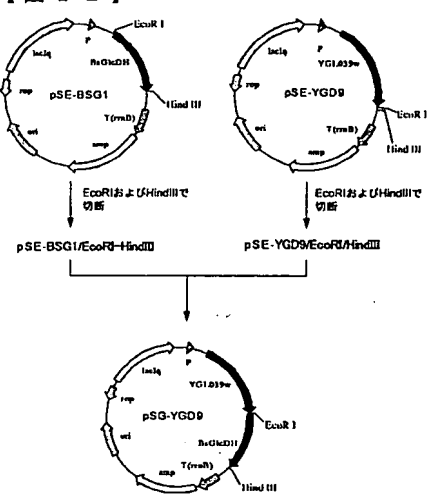 EcoR I
P
lacIq
BsGlcDH
rop
pSE-BSG1
Hind III
ori
T(rrnB)
amp
P
lacIq
YGL039w
rop
pSE-YGD9
EcoR I
ori
T(rrnB)
Hind III
amp
EcoRIおよびHindIIIで
切断
EcoRIおよびHindIIIで
切断
pSE-BSG1/EcoRI-HindIII
pSE-YGD9/EcoRI/HindIII
P
lacIq
YGL039w
rop
pSG-YGD9
EcoR I
ori
BsGlcDH
T(rrnB)
amp
Hind III